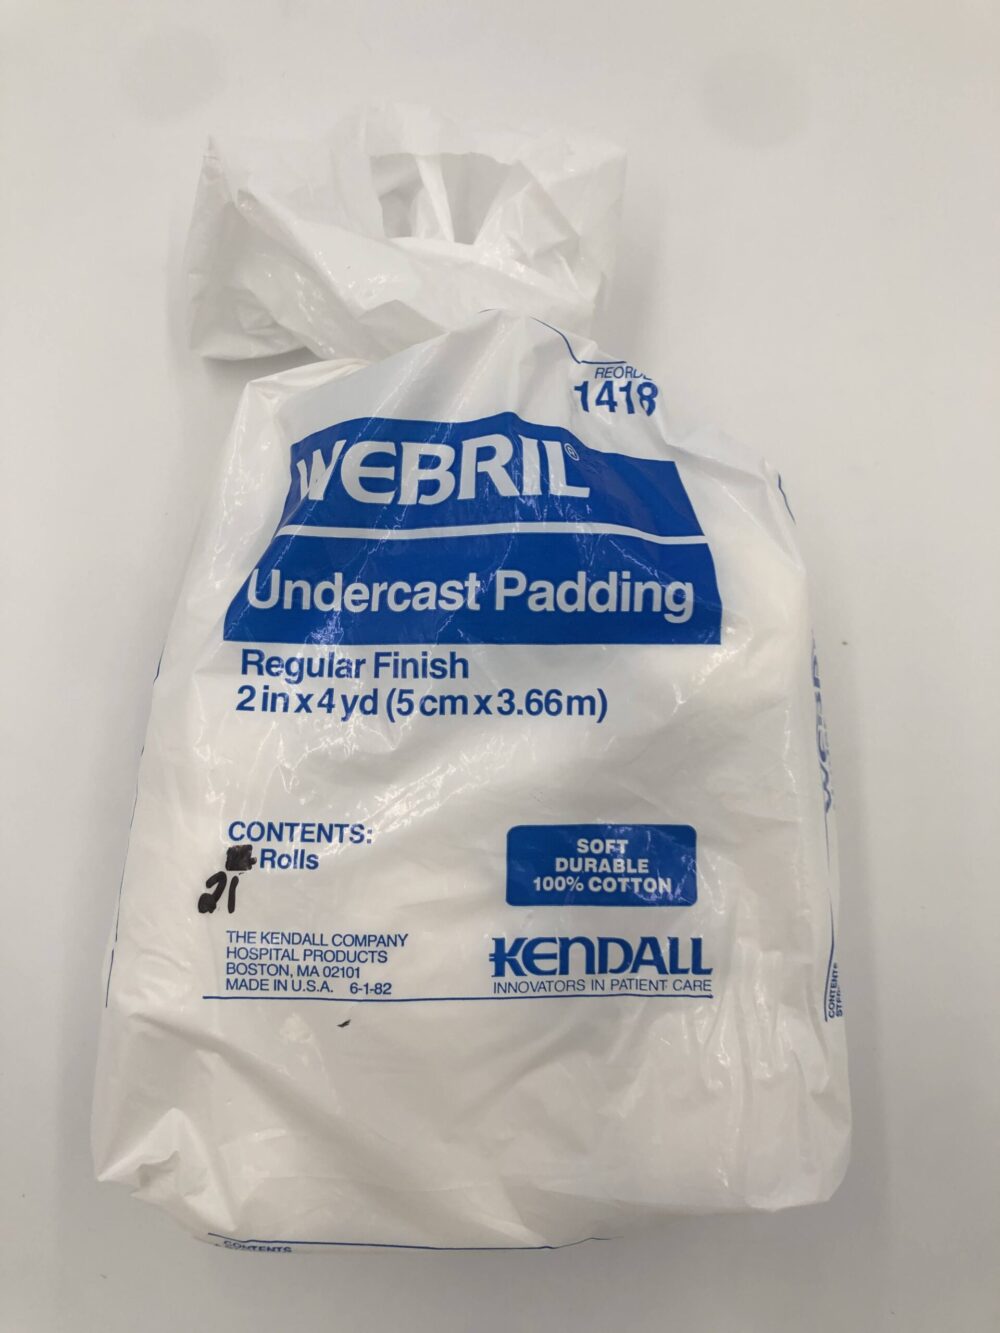 1418
WEBRIL®
Undercast Padding
Regular Finish
2 in x 4 yd (5 cm x 3.66 m)
CONTENTS:
Rolls
21
SOFT
DURABLE
100% COTTON
THE KENDALL COMPANY
HOSPITAL PRODUCTS
BOSTON, MA 02101
MADE IN U.S.A. 6-1-82
KENDALL
INNOVATORS IN PATIENT CARE
CONTENTS
CONTENTS